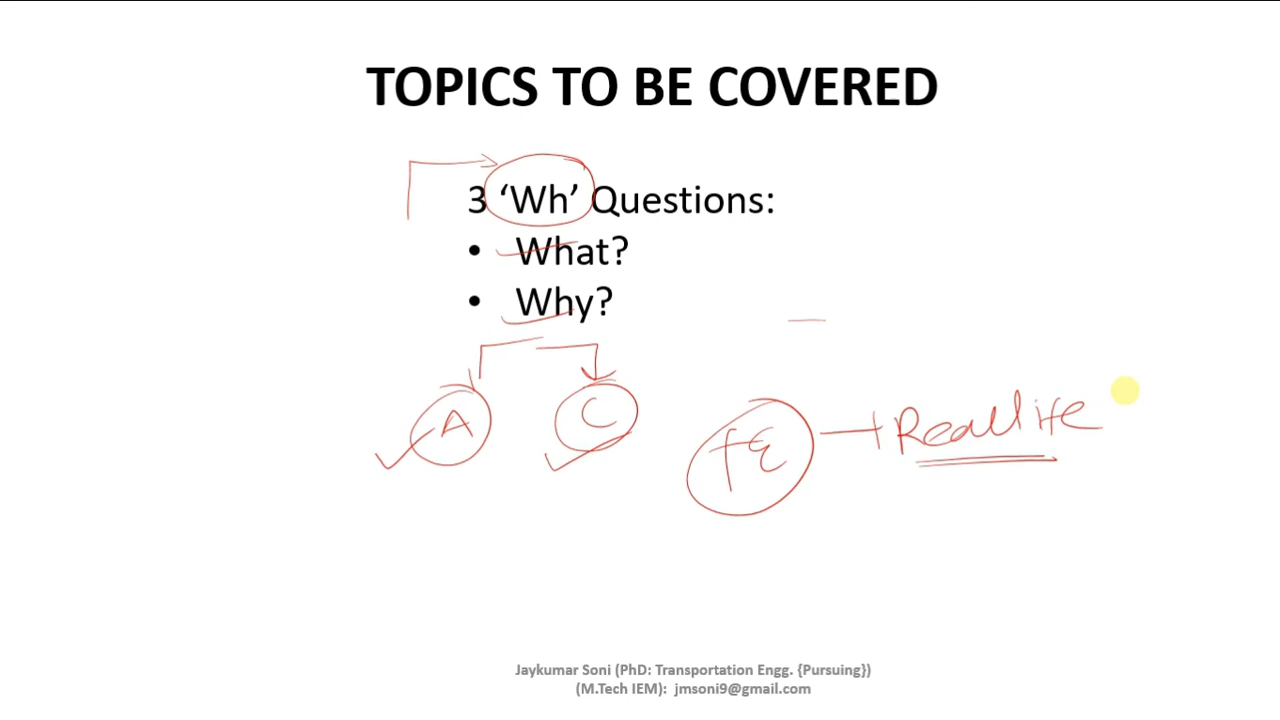 TOPICS TO BE COVERED
3 ‘Wh’ Questions:
• What?
• Why?
A C
TE → Reallife
Jaykumar Soni (PhD: Transportation Engg. {Pursuing})
(M.Tech IEM): jmsoni9@gmail.com